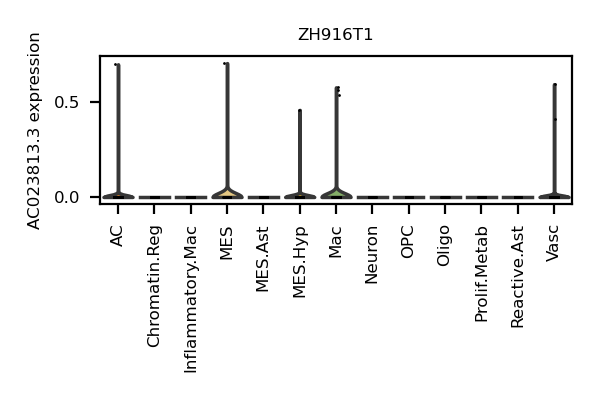 ZH916T1
AC023813.3 expression
0.5
0.0
AC
Chromatin.Reg
Inflammatory.Mac
MES
MES.Ast
MES.Hyp
Mac
Neuron
OPC
Oligo
Prolif.Metab
Reactive.Ast
Vasc